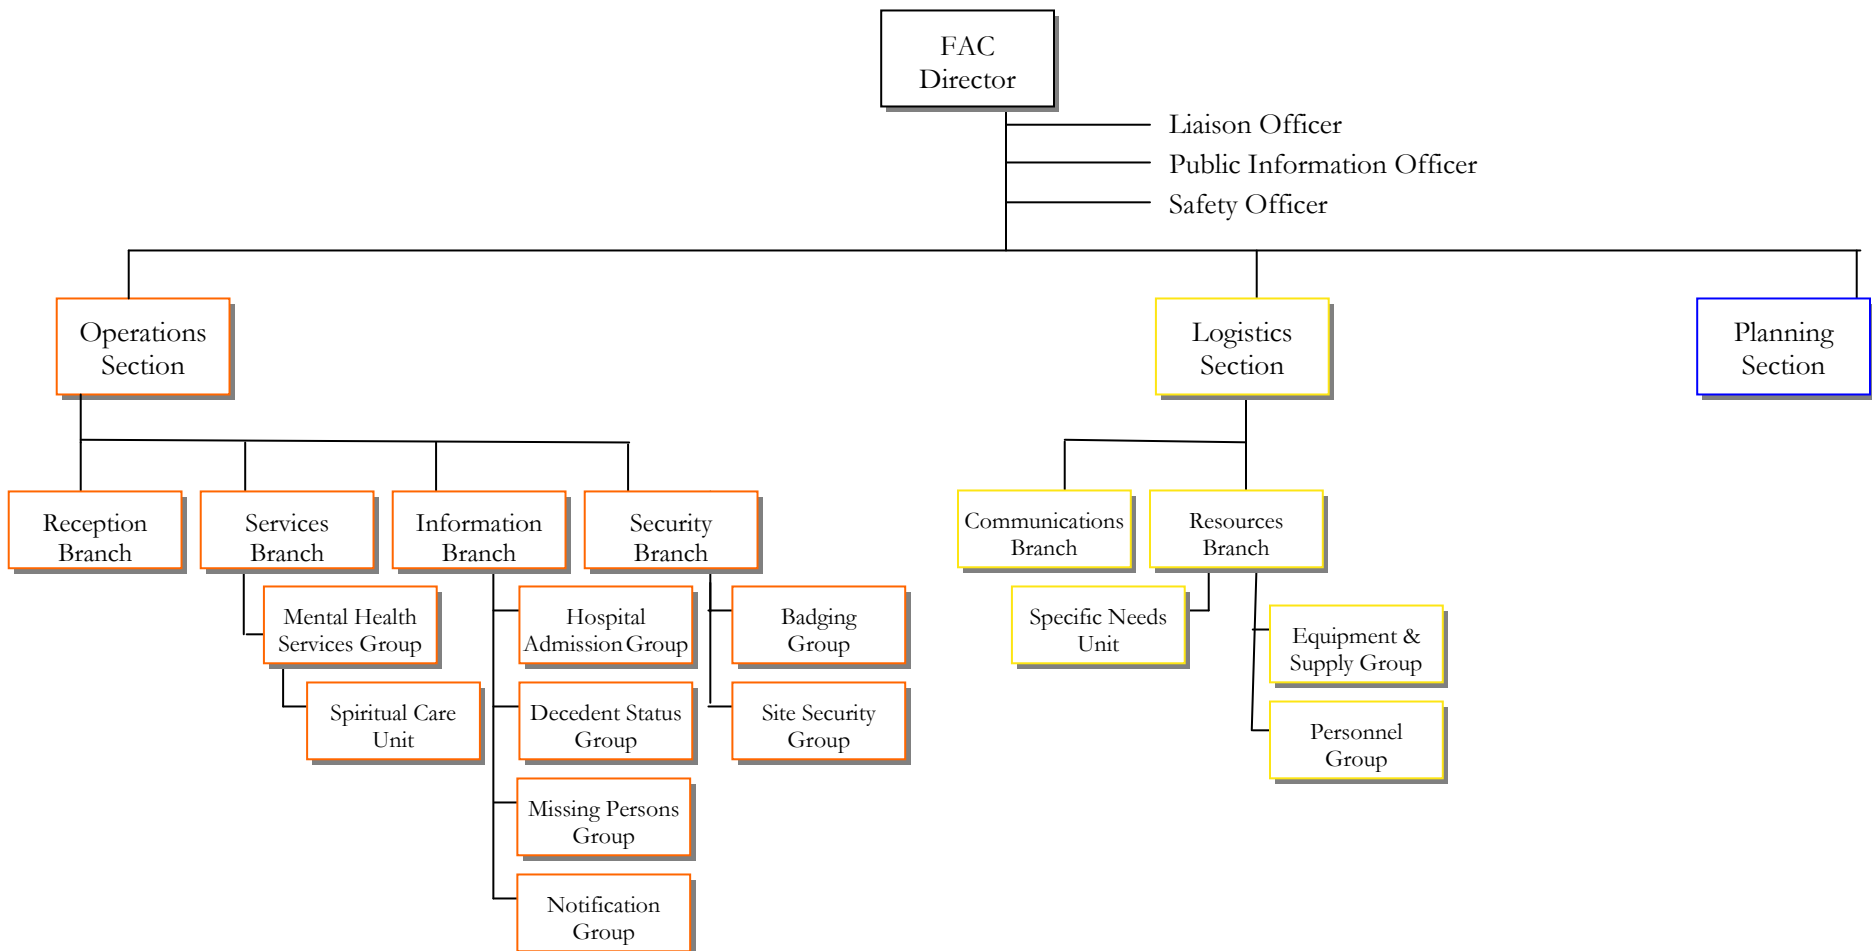 FAC
Director
Liaison Officer
Public Information Officer
Safety Officer
Operations
Section
Logistics
Section
Planning
Section
Reception
Branch
Services
Branch
Information
Branch
Security
Branch
Communications
Branch
Resources
Branch
Mental Health
Services Group
Spiritual Care
Unit
Hospital
Admission Group
Decedent Status
Group
Missing Persons
Group
Notification
Group
Badging
Group
Site Security
Group
Specific Needs
Unit
Equipment &
Supply Group
Personnel
Group